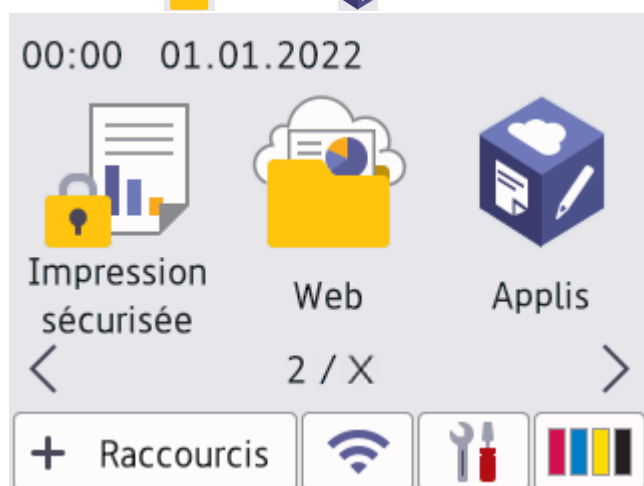 00:00 01.01.2022
Impression
sécurisée
Web
Applis
2 / X
+ Raccourcis